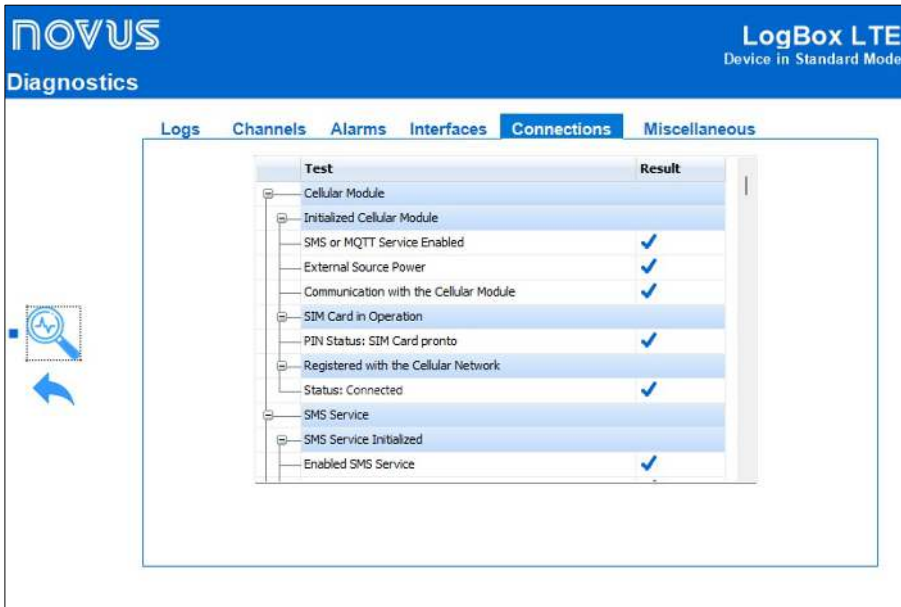 NOVUS
LogBox LTE
Device in Standard Mode
Diagnostics
Logs Channels Alarms Interfaces Connections Miscellaneous
Test Result
Cellular Module
Initialized Cellular Module
SMS or MQTT Service Enabled
External Source Power
Communication with the Cellular Module
SIM Card in Operation
PIN Status: SIM Card pronto
Registered with the Cellular Network
Status: Connected
SMS Service
SMS Service Initialized
Enabled SMS Service